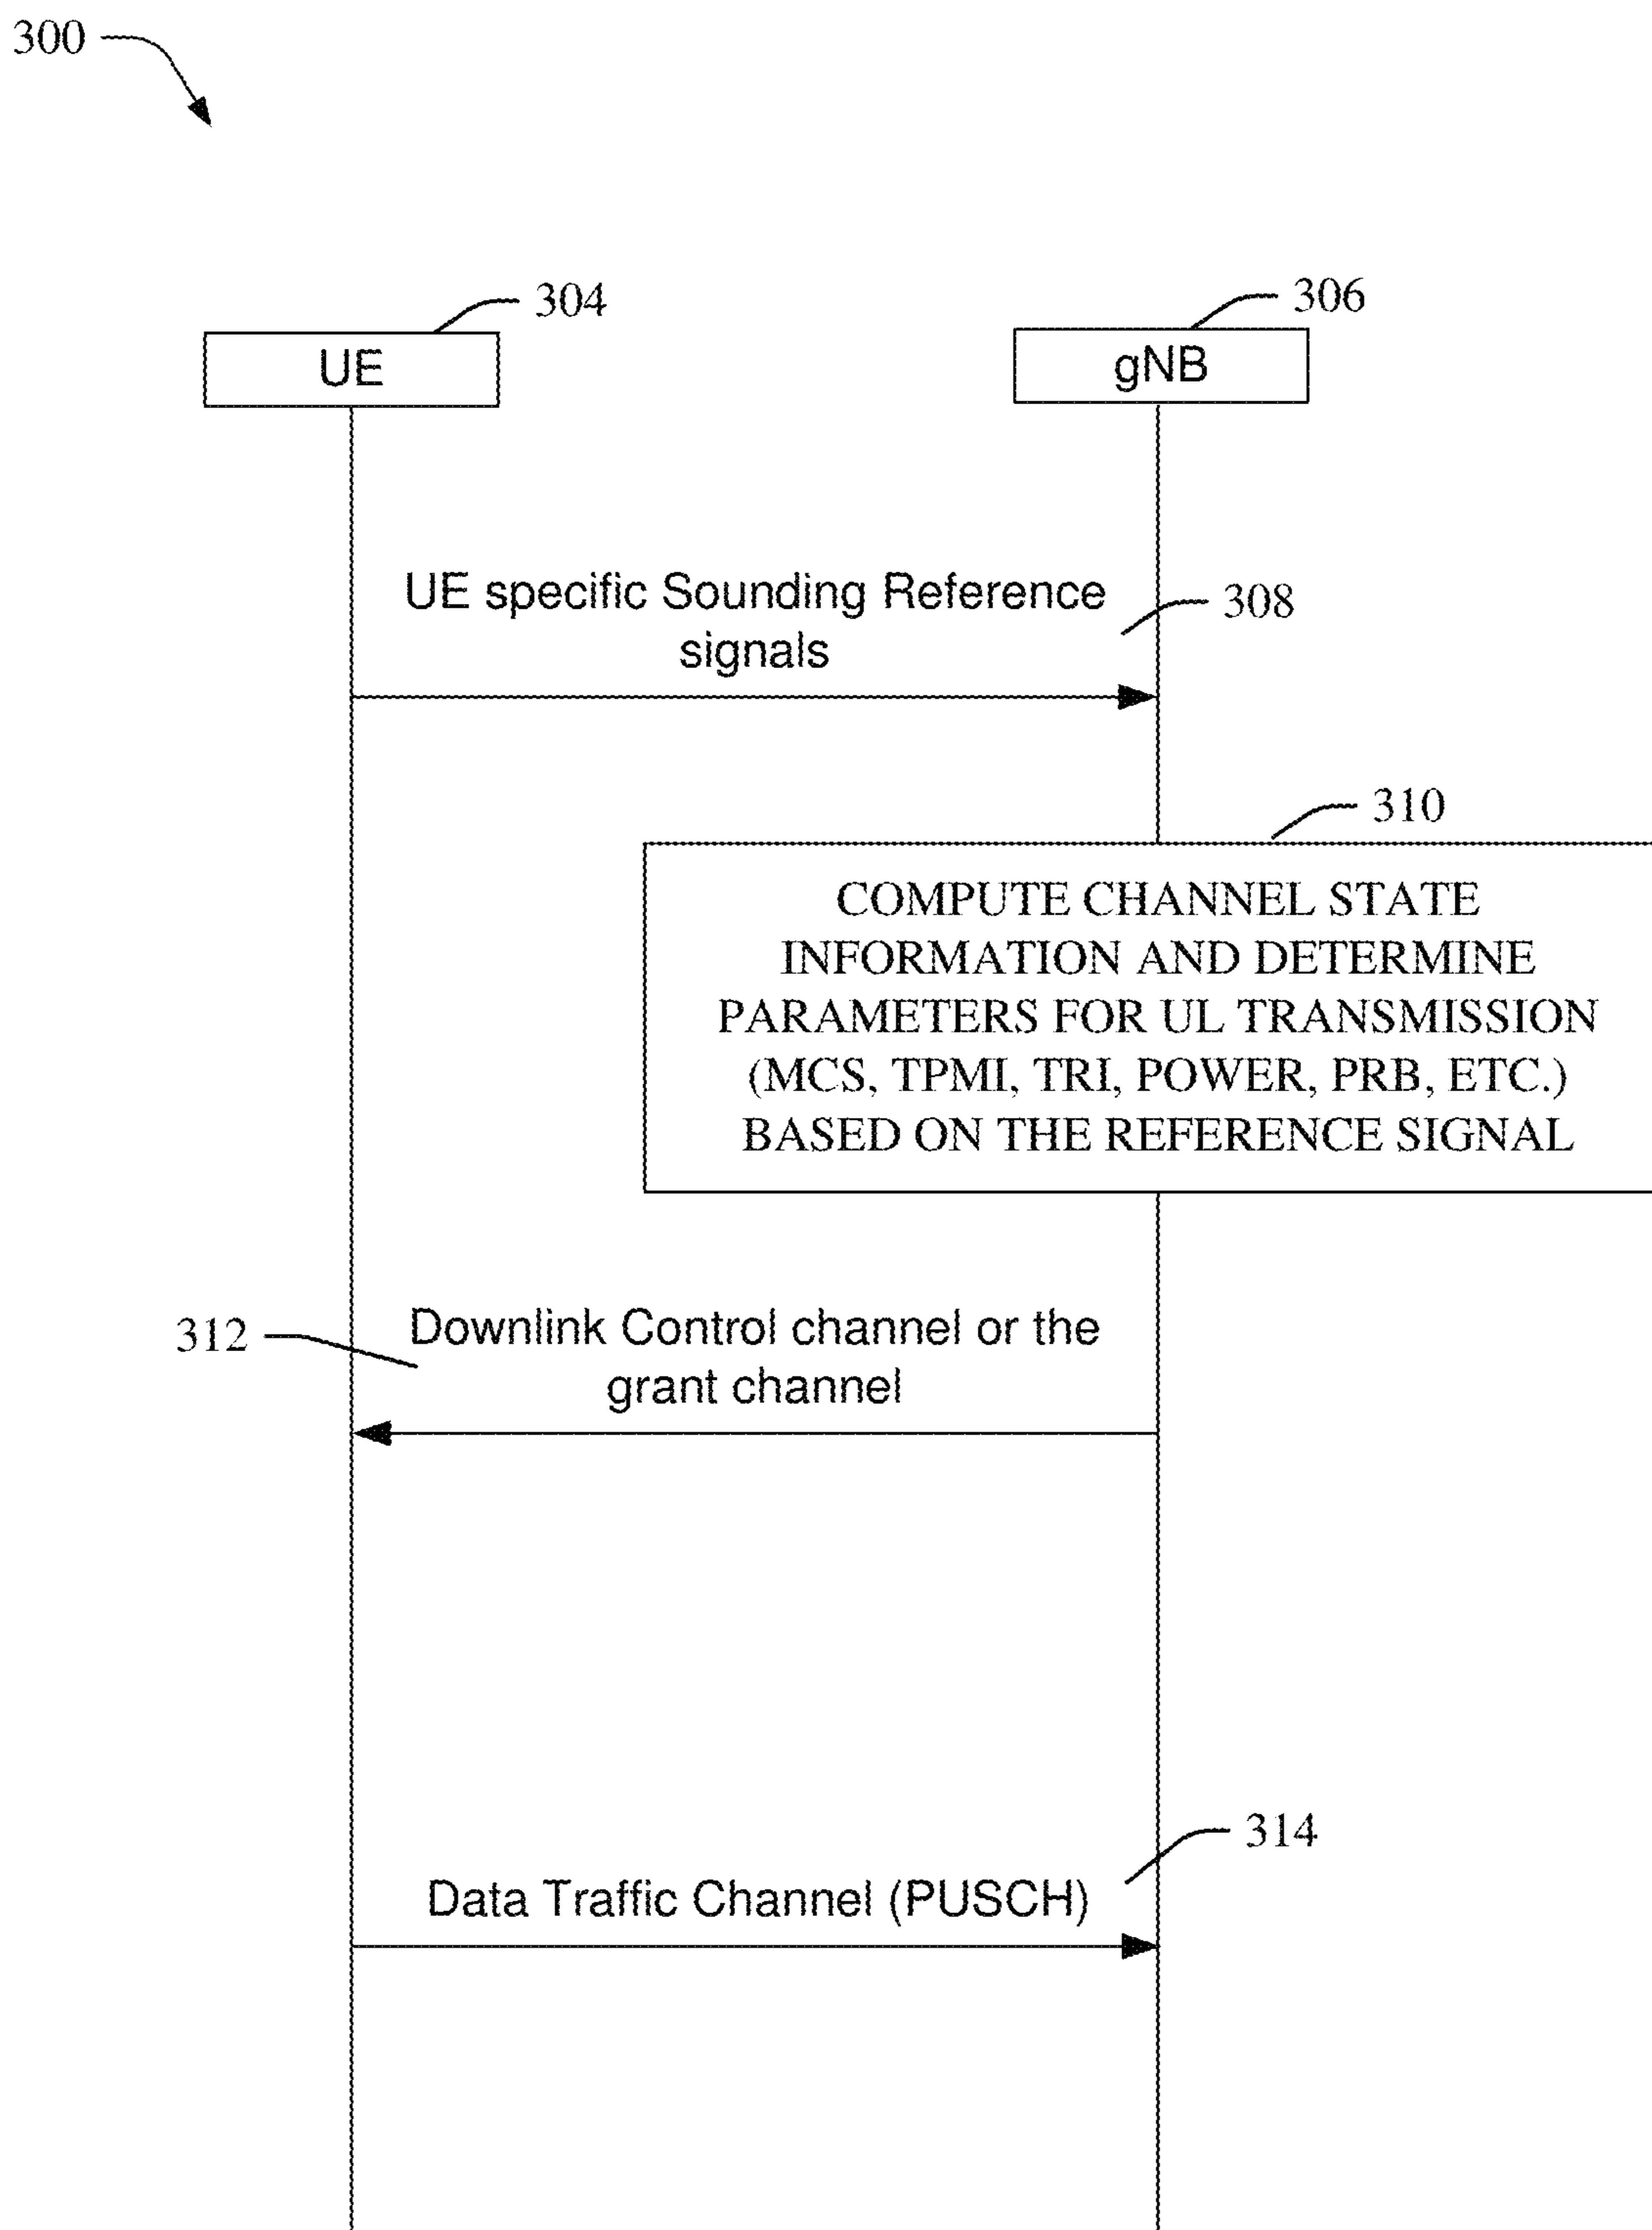 300
304
306
UE
gNB
UE specific Sounding Reference
signals
308
310
COMPUTE CHANNEL STATE
INFORMATION AND DETERMINE
PARAMETERS FOR UL TRANSMISSION
(MCS, TPMI, TRI, POWER, PRB, ETC.)
BASED ON THE REFERENCE SIGNAL
312
Downlink Control channel or the
grant channel
314
Data Traffic Channel (PUSCH)